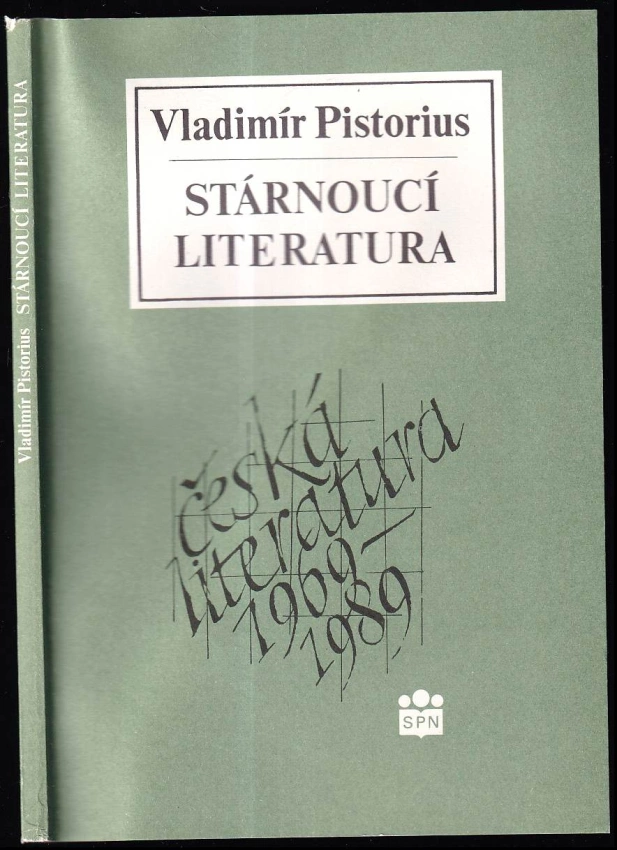 Vladimír Pistorius
STÁRNOUCÍ
LITERATURA
česká
literatura
1969–
1989
SPN
Vladimír Pistorius STÁRNOUCÍ LITERATURA